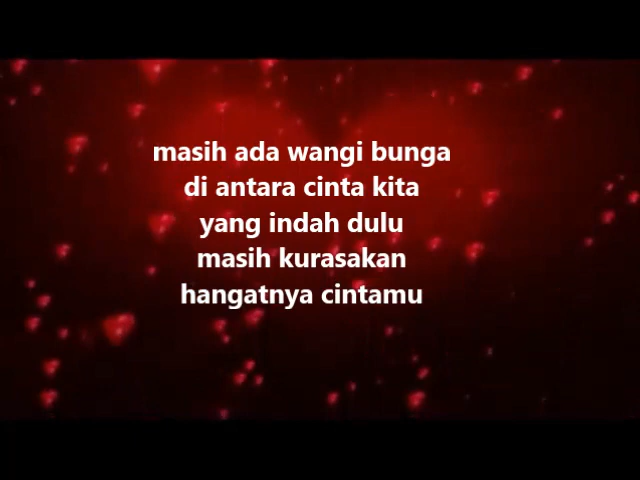 masih ada wangi bunga
di antara cinta kita
yang indah dulu
masih kurasakan
hangatnya cintamu